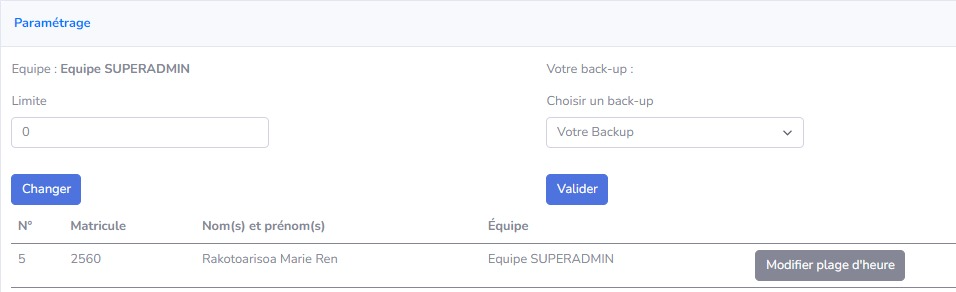 Paramétrage
Equipe : Equipe SUPERADMIN
Votre back-up :
Limite
Choisir un back-up
0
Votre Backup
Changer
Valider
N° Matricule Nom(s) et prénom(s) Équipe
5 2560 Rakotoarisoa Marie Ren Equipe SUPERADMIN Modifier plage d'heure